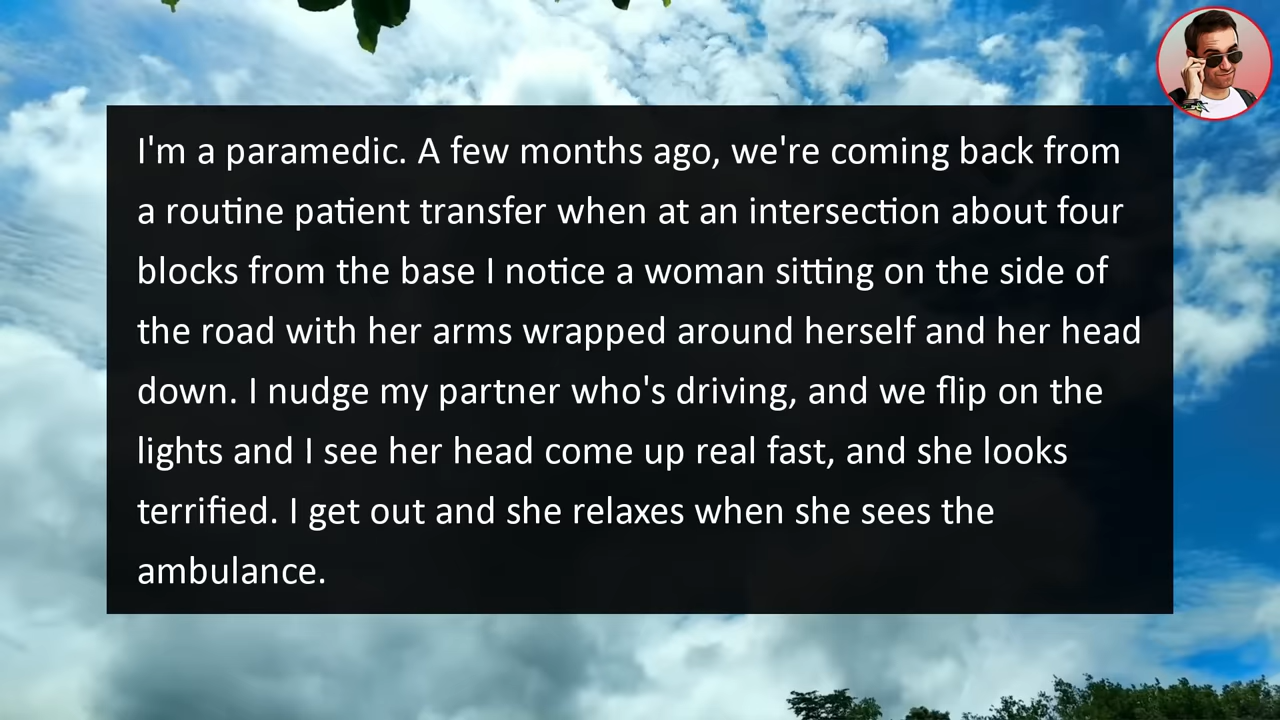 I'm a paramedic. A few months ago, we're coming back from
a routine patient transfer when at an intersection about four
blocks from the base I notice a woman sitting on the side of
the road with her arms wrapped around herself and her head
down. I nudge my partner who's driving, and we flip on the
lights and I see her head come up real fast, and she looks
terrified. I get out and she relaxes when she sees the
ambulance.